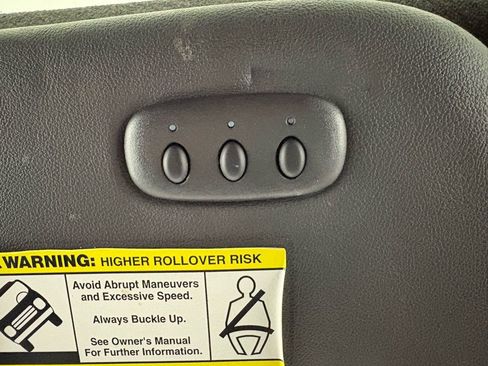 WARNING: HIGHER ROLLOVER RISK
Avoid Abrupt Maneuvers
and Excessive Speed.
Always Buckle Up.
See Owner's Manual
For Further Information.